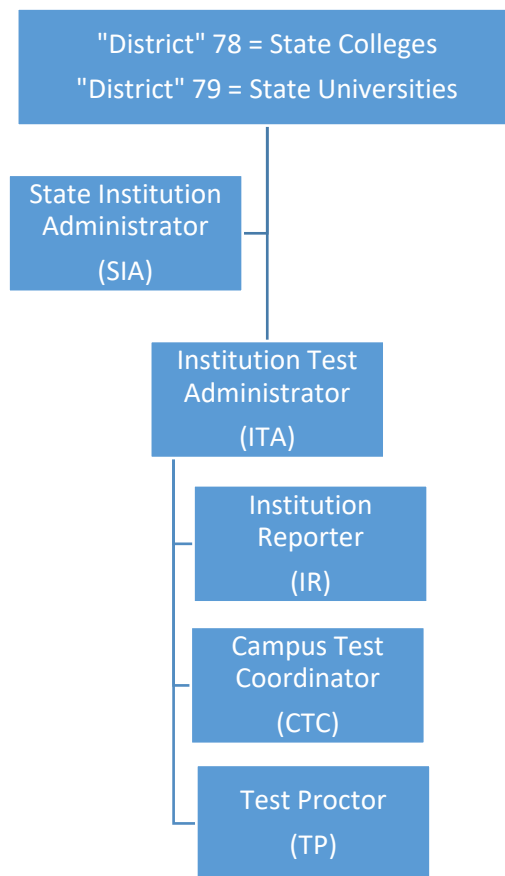 "District" 78 = State Colleges
"District" 79 = State Universities
State Institution
Administrator
(SIA)
Institution Test
Administrator
(ITA)
Institution
Reporter
(IR)
Campus Test
Coordinator
(CTC)
Test Proctor
(TP)